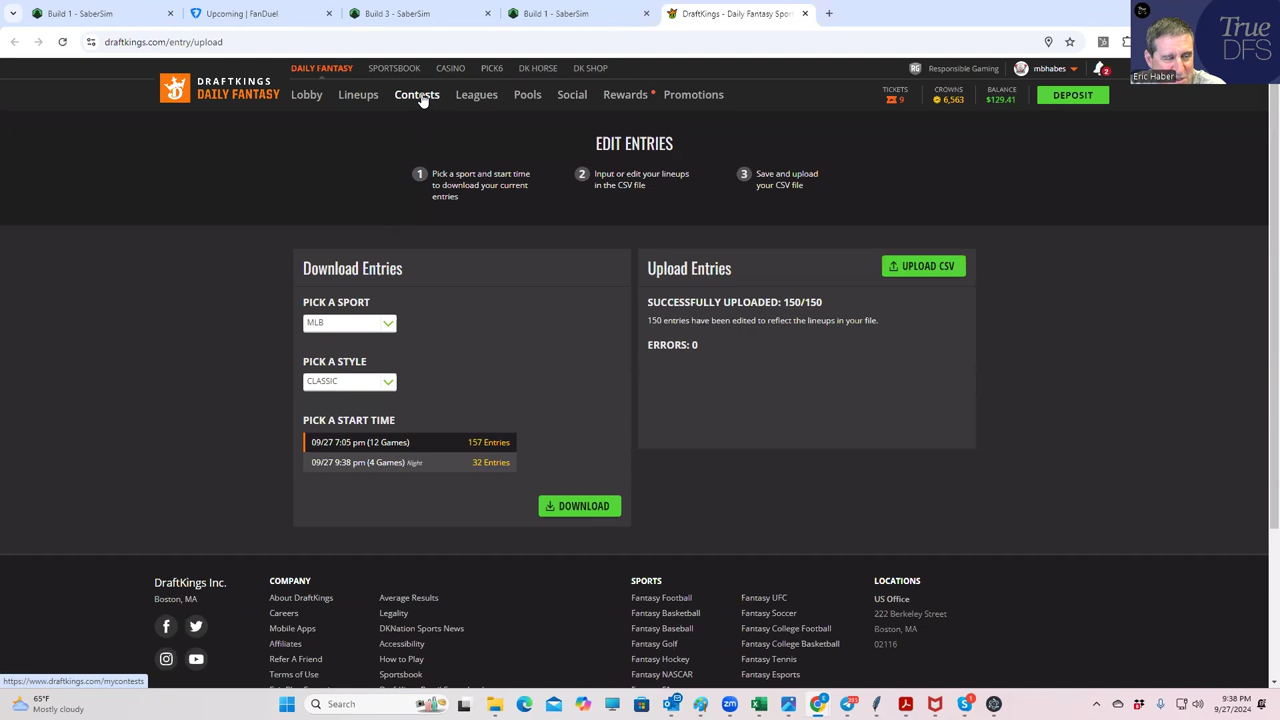 Build 1 - SaberSim
Upcoming | FanDuel
Build 3 - SaberSim
Build 1 - SaberSim
DraftKings - Daily Fantasy Spor
draftkings.com/entry/upload
True
DFS
Eric Haber
DRAFTKINGS
DAILY FANTASY
DAILY FANTASY
SPORTSBOOK
CASINO
PICK6
DK HORSE
DK SHOP
RG
Responsible Gaming
mbhabes
2
Lobby
Lineups
Contests
Leagues
Pools
Social
Rewards
Promotions
TICKETS
9
CROWNS
6,563
BALANCE
$129.41
DEPOSIT
EDIT ENTRIES
1
Pick a sport and start time
to download your current
entries
2
Input or edit your lineups
in the CSV file
3
Save and upload
your CSV file
Download Entries
PICK A SPORT
MLB
PICK A STYLE
CLASSIC
PICK A START TIME
09/27 7:05 pm (12 Games)
157 Entries
09/27 9:38 pm (4 Games) Night
32 Entries
DOWNLOAD
Upload Entries
UPLOAD CSV
SUCCESSFULLY UPLOADED: 150/150
150 entries have been edited to reflect the lineups in your file.
ERRORS: 0
DraftKings Inc.
Boston, MA
COMPANY
About DraftKings
Careers
Mobile Apps
Affiliates
Refer A Friend
Terms of Use
Average Results
Legality
DKNation Sports News
Accessibility
How to Play
Sportsbook
SPORTS
Fantasy Football
Fantasy Basketball
Fantasy Baseball
Fantasy Golf
Fantasy Hockey
Fantasy NASCAR
Fantasy UFC
Fantasy Soccer
Fantasy College Football
Fantasy College Basketball
Fantasy Tennis
Fantasy Esports
LOCATIONS
US Office
222 Berkeley Street
Boston, MA
02116
https://www.draftkings.com/mycontests
65°F
Mostly cloudy
Search
9:38 PM
9/27/2024